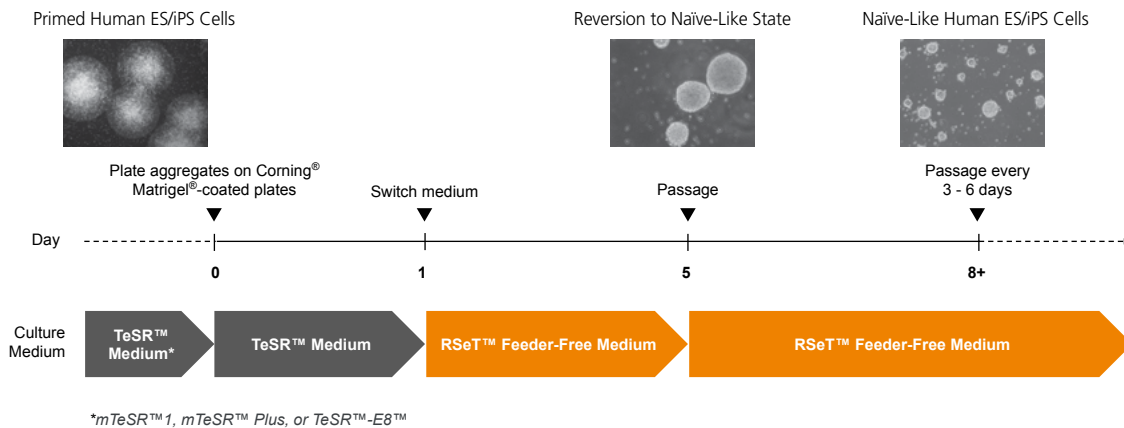 Primed Human ES/iPS Cells
Reversion to Naïve-Like State
Naïve-Like Human ES/iPS Cells
Plate aggregates on Corning®
Matrigel®-coated plates
Switch medium
Passage
Passage every
3 - 6 days
Day
0
1
5
8+
Culture
Medium
TeSR™
Medium*
TeSR™ Medium
RSeT™ Feeder-Free Medium
RSeT™ Feeder-Free Medium
*mTeSR™1, mTeSR™ Plus, or TeSR™-E8™